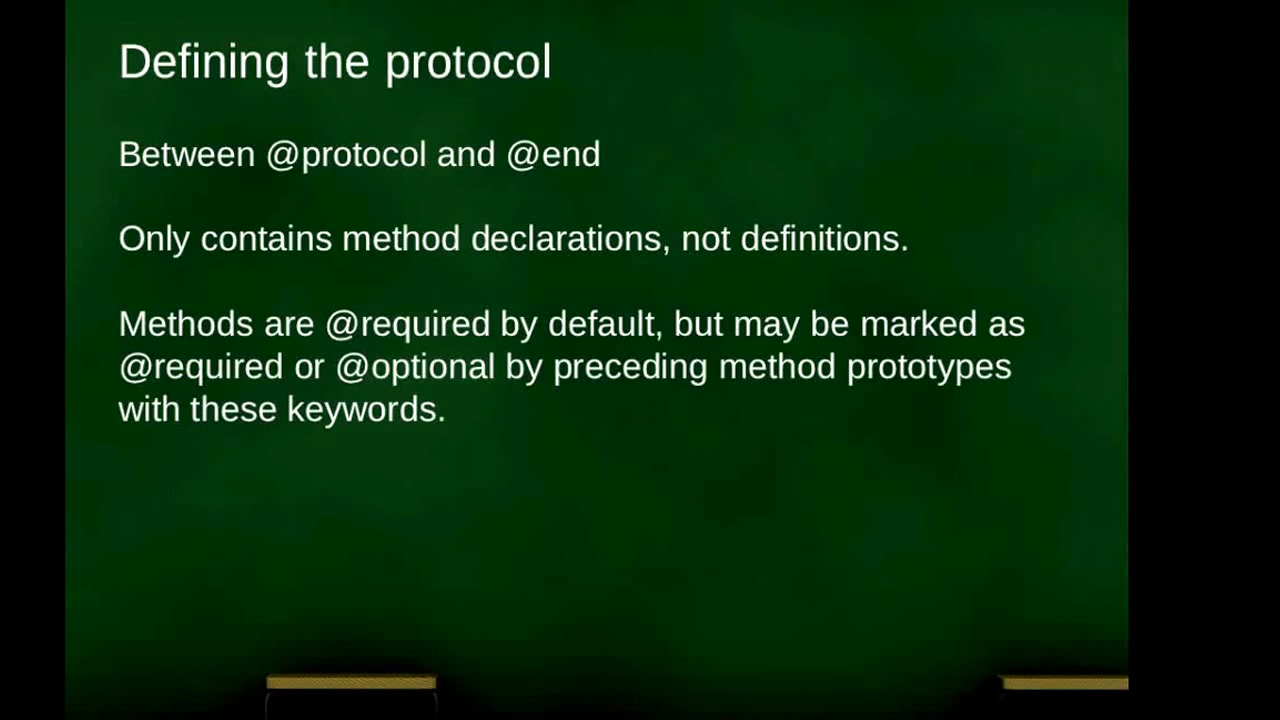 Defining the protocol
Between @protocol and @end
Only contains method declarations, not definitions.
Methods are @required by default, but may be marked as
@required or @optional by preceding method prototypes
with these keywords.